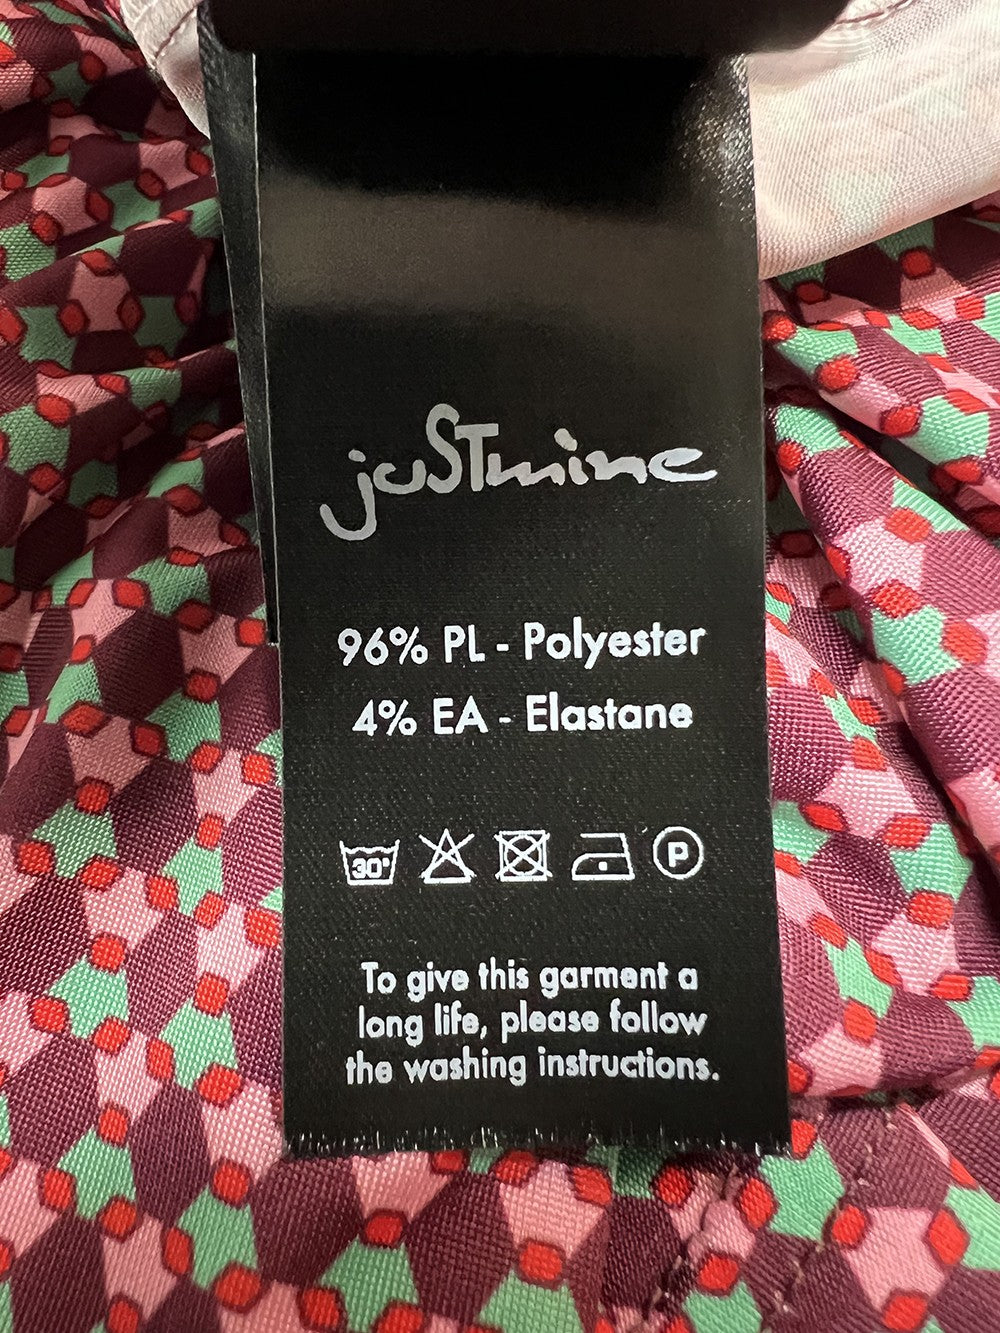 juSTmine
96% PL - Polyester
4% EA - Elastane
30°
P
To give this garment a
long life, please follow
the washing instructions.